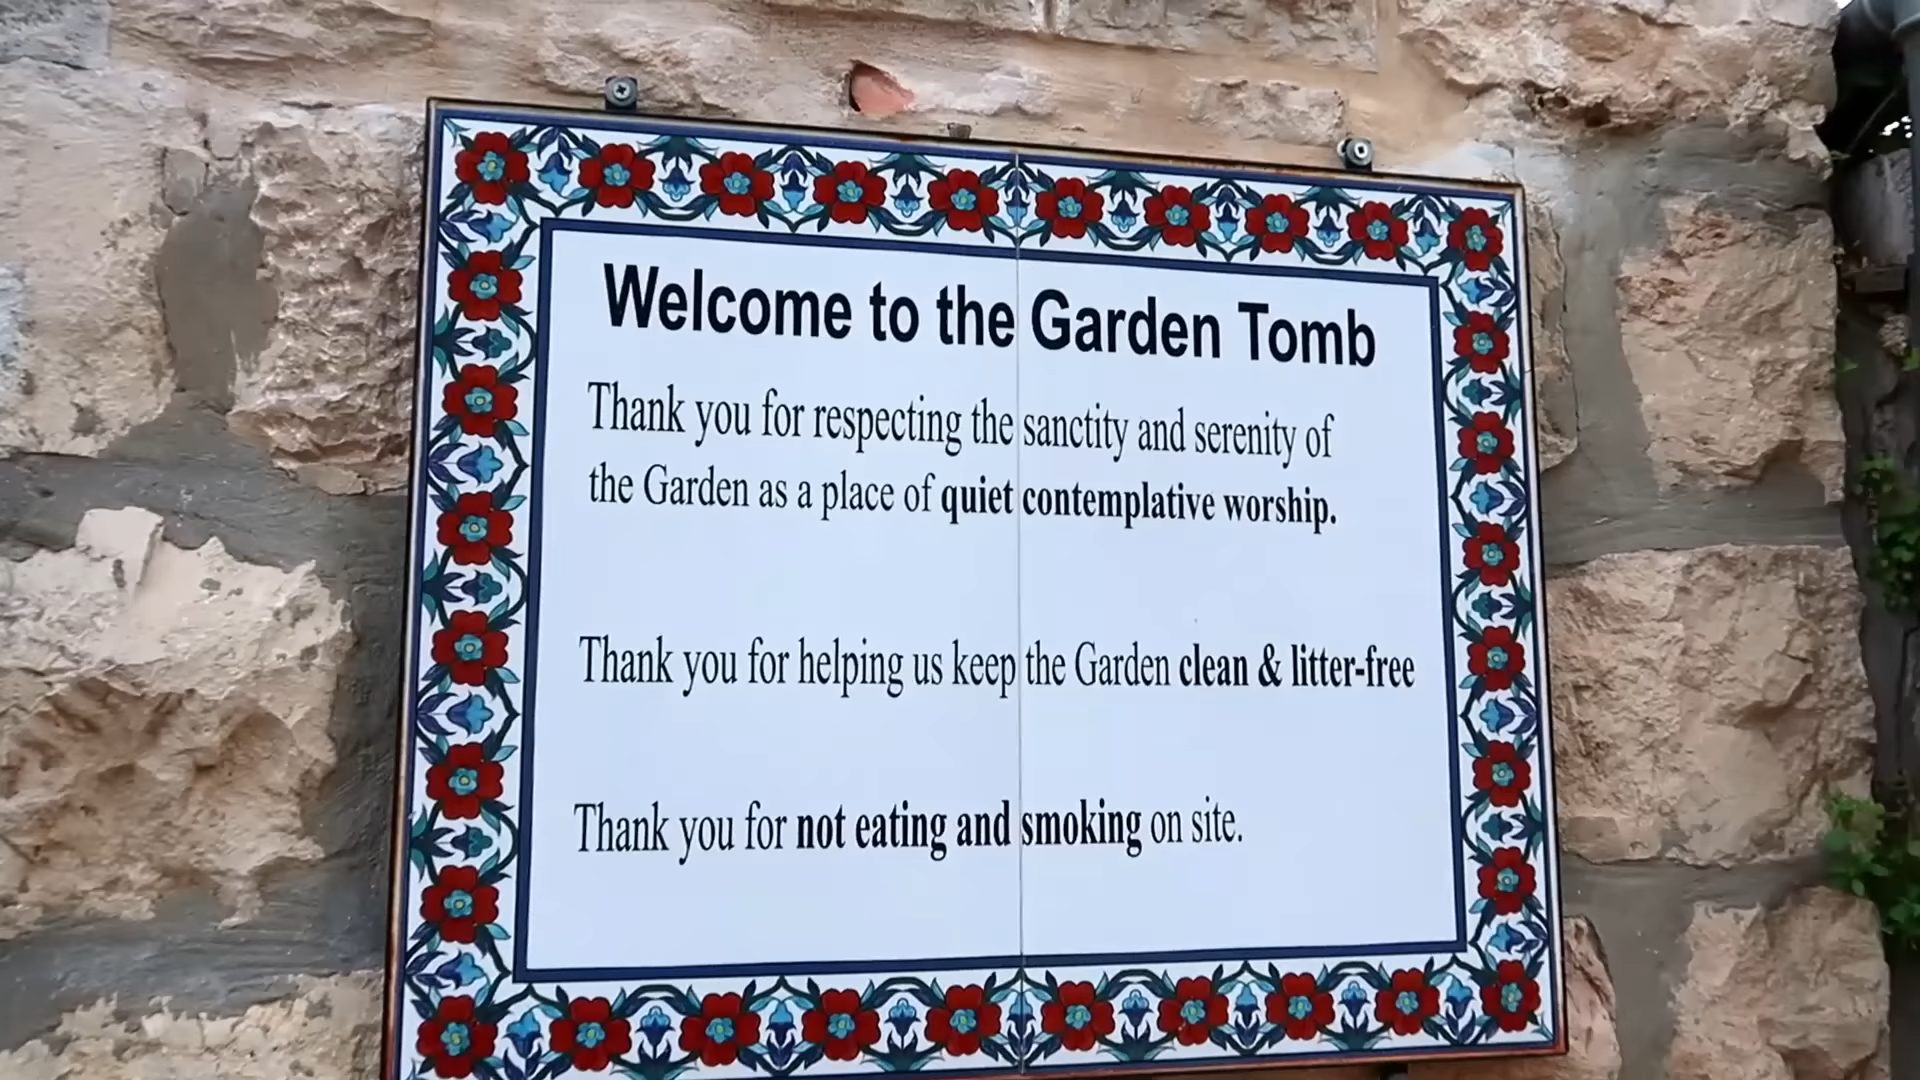 Welcome to the Garden Tomb
Thank you for respecting the sanctity and serenity of
the Garden as a place of quiet contemplative worship.
Thank you for helping us keep the Garden clean & litter-free
Thank you for not eating and smoking on site.